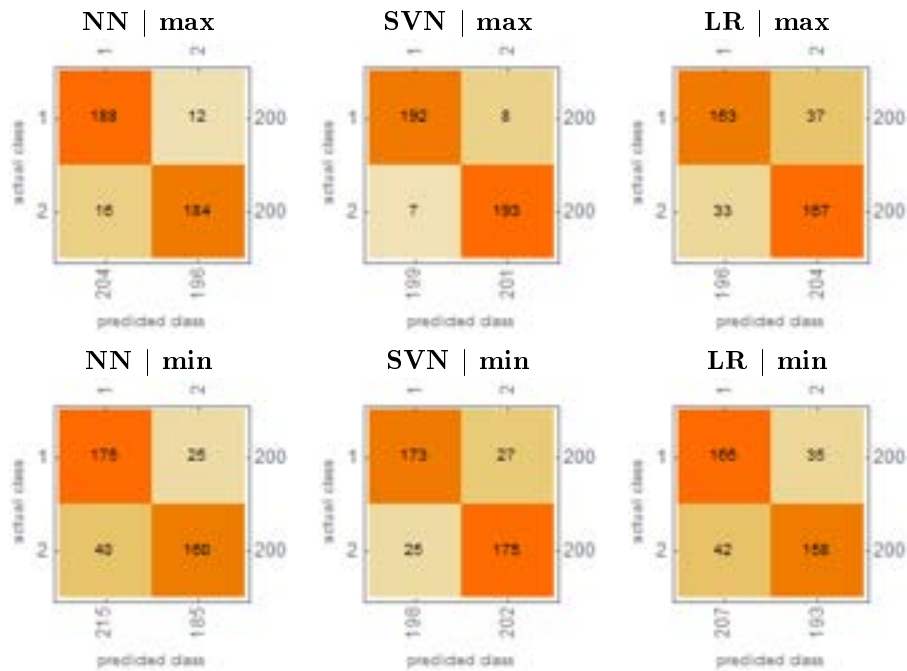 NN | max SVN | max LR | max
1 2 1 2 1 2
actual class 1 188 12 200 actual class 1 192 8 200 actual class 1 163 37 200
2 16 184 200 2 7 193 200 2 33 167 200
204 196 199 201 196 204
predicted class predicted class predicted class
NN | min SVN | min LR | min
1 2 1 2 1 2
actual class 1 175 25 200 actual class 1 173 27 200 actual class 1 165 35 200
2 40 160 200 2 25 175 200 2 42 158 200
215 185 198 202 207 193
predicted class predicted class predicted class